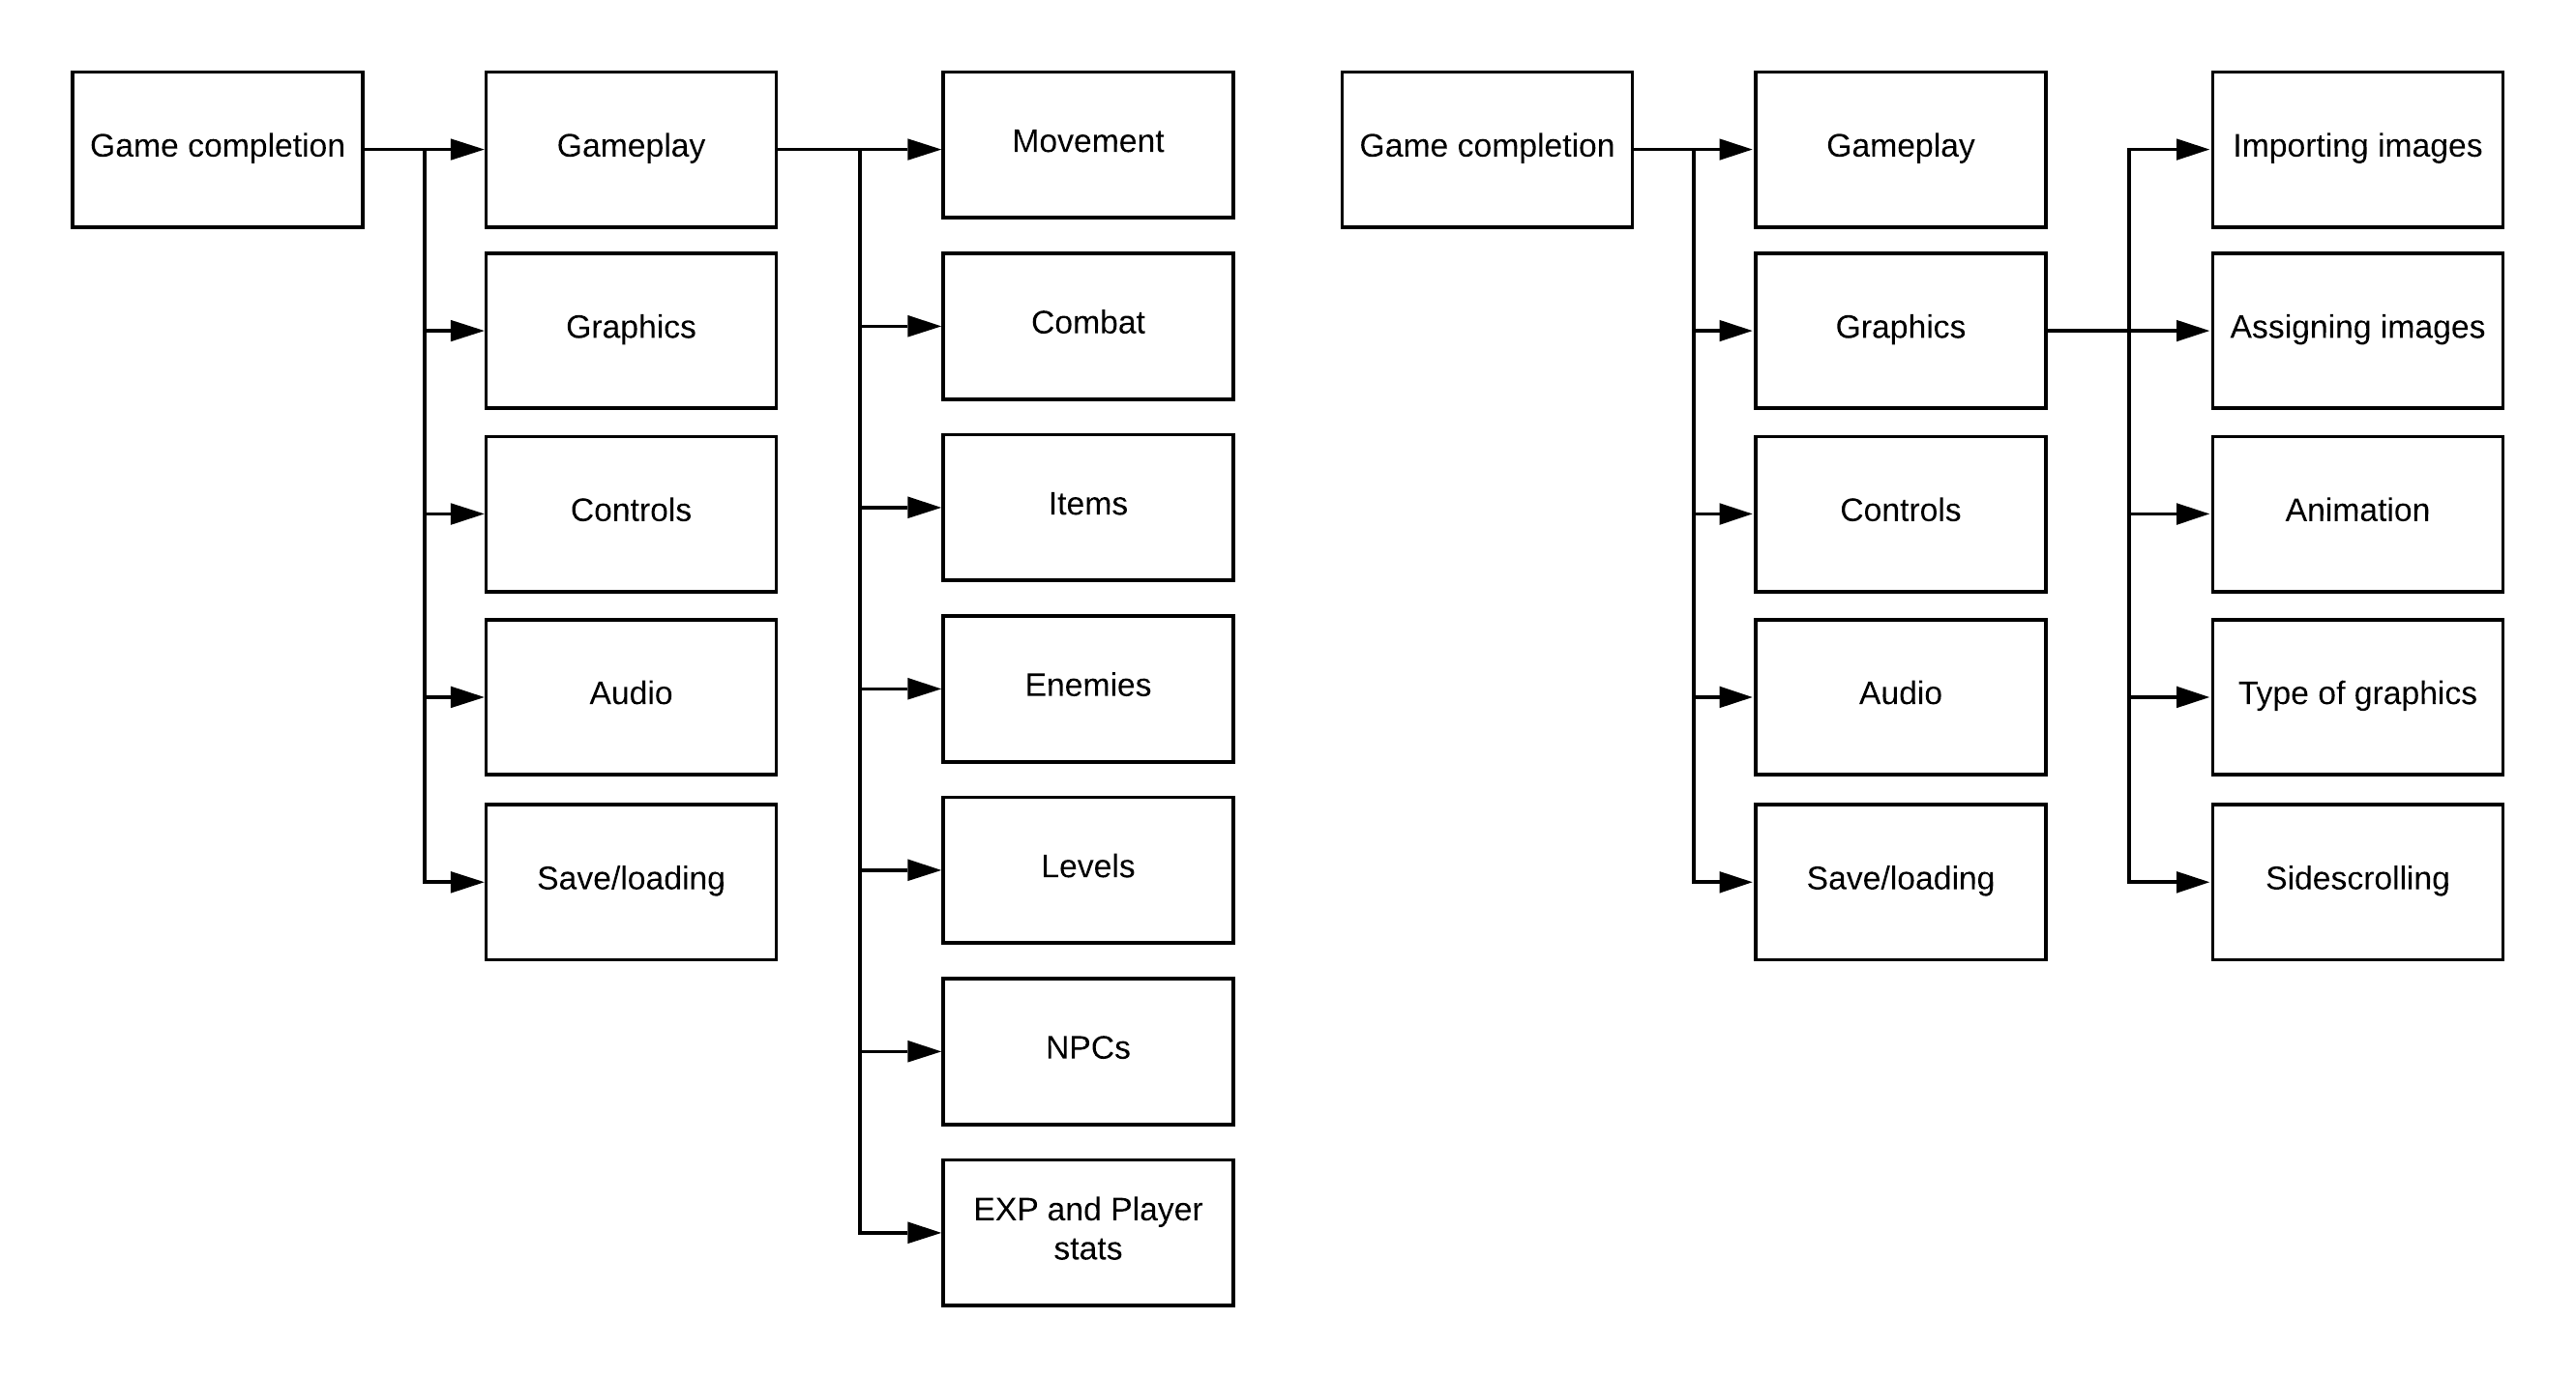 Game completion
Gameplay
Graphics
Controls
Audio
Save/loading
Movement
Combat
Items
Enemies
Levels
NPCs
EXP and Player
stats
Game completion
Gameplay
Graphics
Controls
Audio
Save/loading
Importing images
Assigning images
Animation
Type of graphics
Sidescrolling